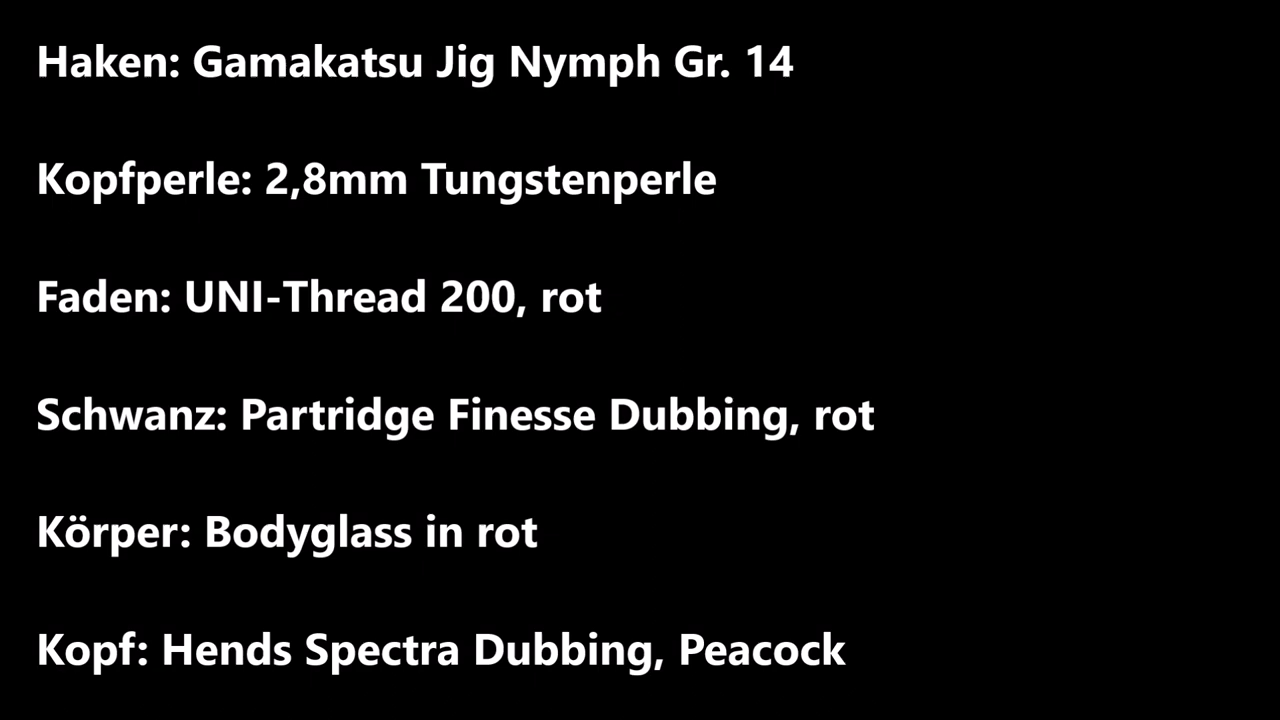 Haken: Gamakatsu Jig Nymph Gr. 14
Kopfperle: 2,8mm Tungstenperle
Faden: UNI-Thread 200, rot
Schwanz: Partridge Finesse Dubbing, rot
Körper: Bodyglass in rot
Kopf: Hends Spectra Dubbing, Peacock